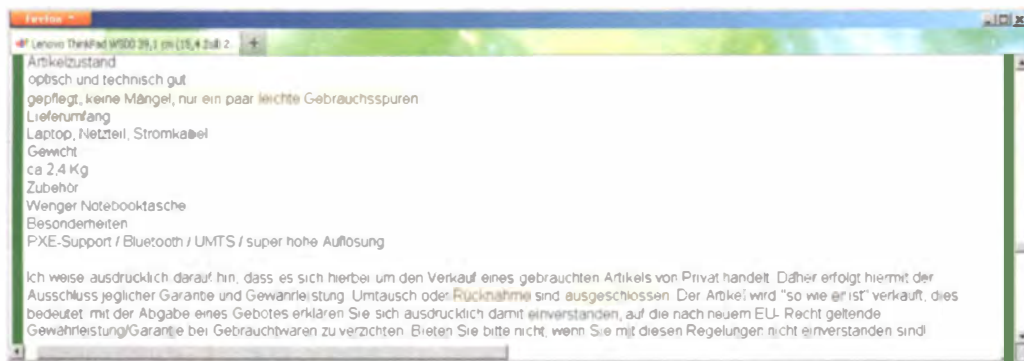 Firefox
Lenovo ThinkPad W500 39,1 cm (15,4 Zoll) 2...
Artikelzustand
optisch und technisch gut
gepflegt, keine Mängel, nur ein paar leichte Gebrauchsspuren
Lieferumfang
Laptop, Netzteil, Stromkabel
Gewicht
ca 2,4 Kg
Zubehör
Wenger Notebooktasche
Besonderheiten
PXE-Support / Bluetooth / UMTS / super hohe Auflösung
Ich weise ausdrücklich darauf hin, dass es sich hierbei um den Verkauf eines gebrauchten Artikels von Privat handelt. Daher erfolgt hiermit der
Ausschluss jeglicher Garantie und Gewährleistung. Umtausch oder Rücknahme sind ausgeschlossen. Der Artikel wird "so wie er ist" verkauft, dies
bedeutet: mit der Abgabe eines Gebotes erklären Sie sich ausdrücklich damit einverstanden, auf die nach neuem EU- Recht geltende
Gewährleistung/Garantie bei Gebrauchtwaren zu verzichten. Bieten Sie bitte nicht, wenn Sie mit diesen Regelungen nicht einverstanden sind!